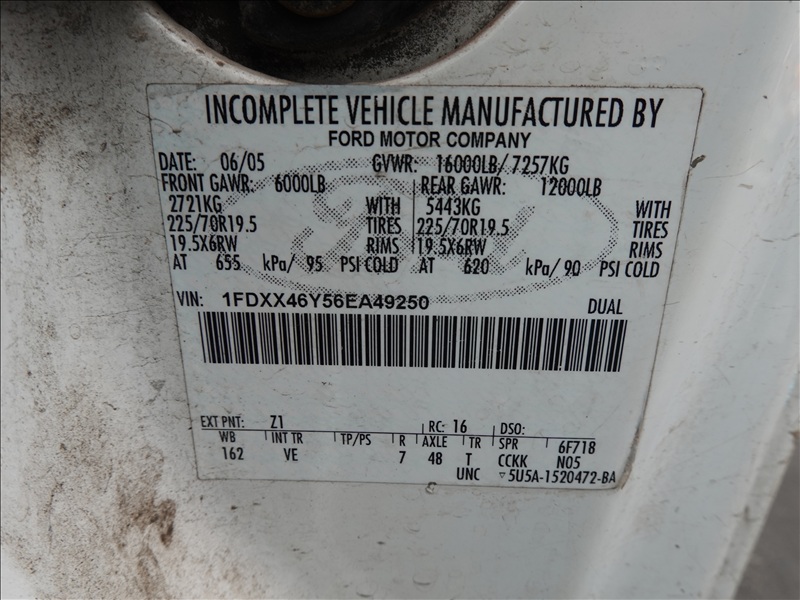 INCOMPLETE VEHICLE MANUFACTURED BY
FORD MOTOR COMPANY
DATE: 06/05 GVWR: 16000LB/7257KG
FRONT GAWR: 6000LB REAR GAWR: 12000LB
2721KG WITH 5443KG WITH
225/70R19.5 TIRES 225/70R19.5 TIRES
19.5X6RW RIMS 19.5X6RW RIMS
AT 655 kPa/ 95 PSI COLD AT 620 kPa/ 90 PSI COLD
VIN: 1FDXX46Y56EA49250 DUAL
EXT PNT: Z1 RC: 16 DSO:
WB INT TR TP/PS R AXLE TR SPR 6F718
162 VE 7 48 T CCKK N05
UNC ▽5U5A-1520472-BA